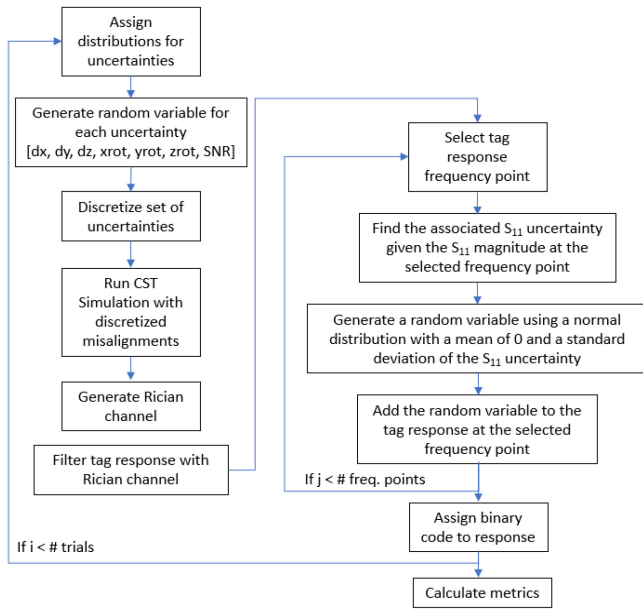 Assign
distributions for
uncertainties
Generate random variable for
each uncertainty
[dx, dy, dz, xrot, yrot, zrot, SNR]
Discretize set of
uncertainties
Run CST
Simulation with
discretized
misalignments
Generate Rician
channel
Filter tag response with
Rician channel
If i < # trials
Select tag
response
frequency point
Find the associated S₁₁ uncertainty
given the S₁₁ magnitude at the
selected frequency point
Generate a random variable using a normal
distribution with a mean of 0 and a standard
deviation of the S₁₁ uncertainty
Add the random variable to the
tag response at the selected
frequency point
If j < # freq. points
Assign binary
code to response
Calculate metrics